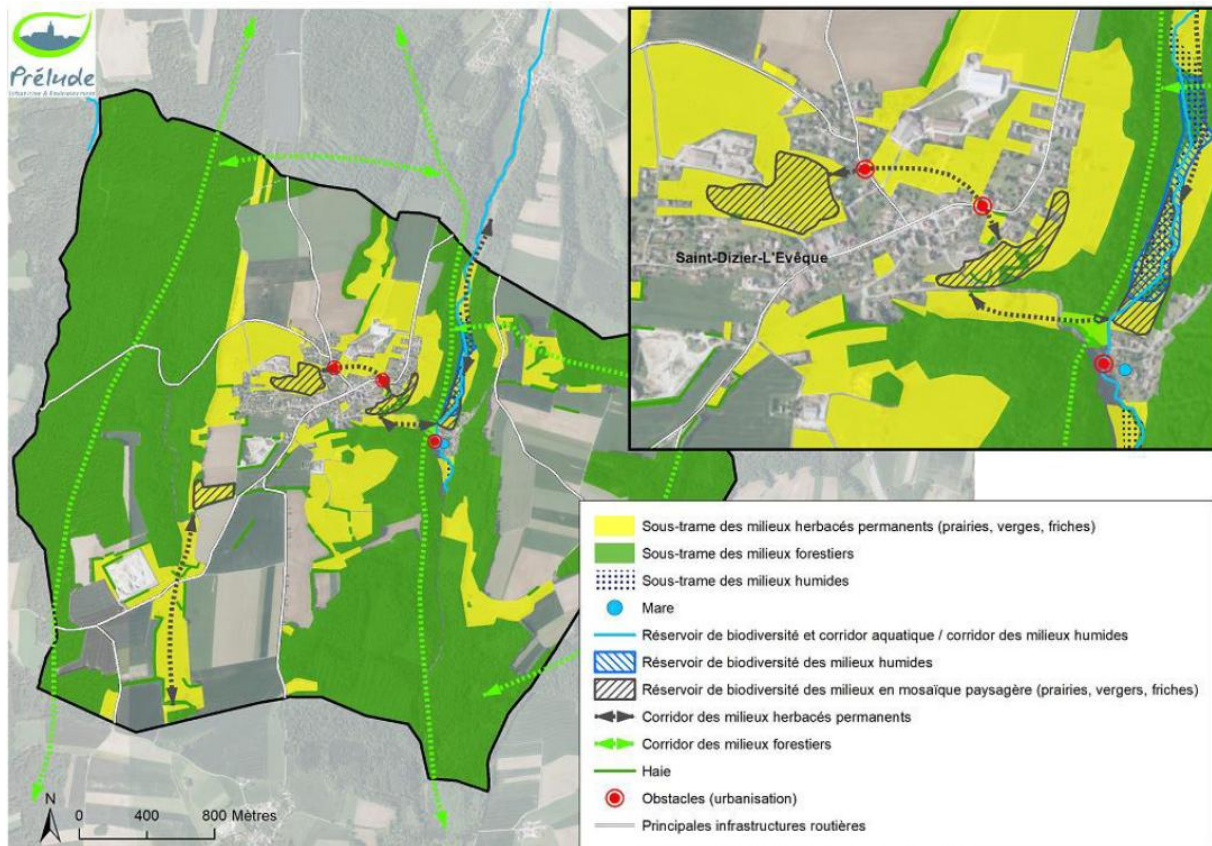 Prélude
Urbanisme & Environnement
Saint-Dizier-L'Evêque
Sous-trame des milieux herbacés permanents (prairies, verges, friches)
Sous-trame des milieux forestiers
Sous-trame des milieux humides
Mare
Réservoir de biodiversité et corridor aquatique / corridor des milieux humides
Réservoir de biodiversité des milieux humides
Réservoir de biodiversité des milieux en mosaïque paysagère (prairies, vergers, friches)
Corridor des milieux herbacés permanents
Corridor des milieux forestiers
Haie
Obstacles (urbanisation)
Principales infrastructures routières
N
0 400 800 Mètres